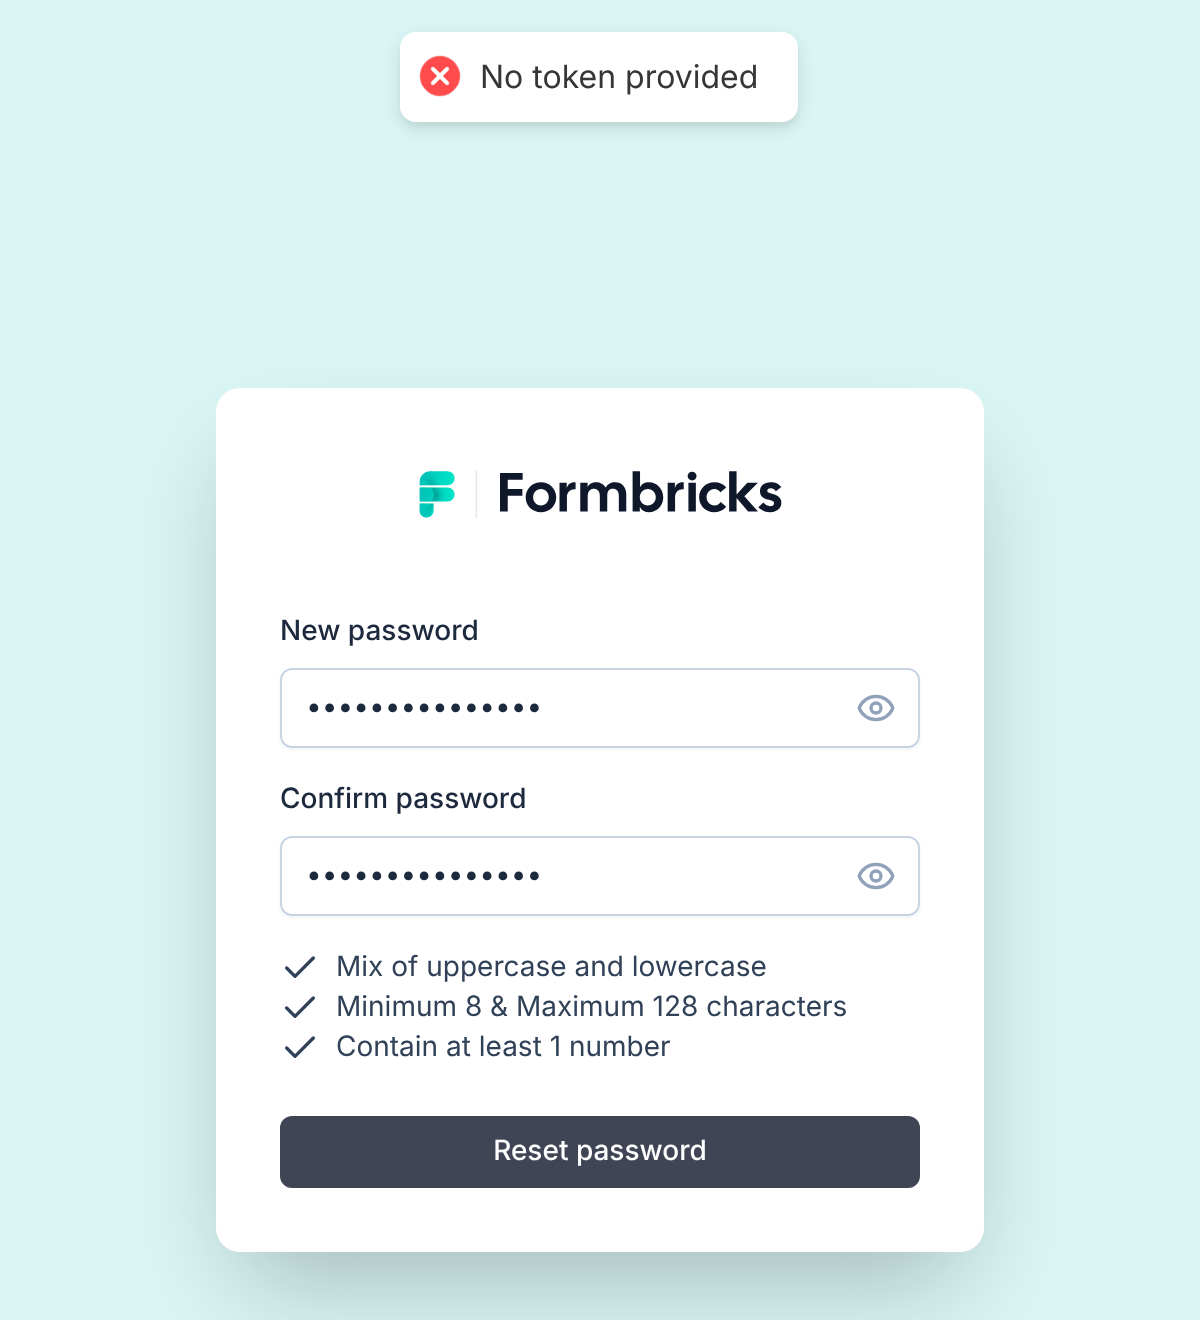 No token provided
Formbricks
New password
•••••••••••••••
Confirm password
•••••••••••••••
Mix of uppercase and lowercase
Minimum 8 & Maximum 128 characters
Contain at least 1 number
Reset password